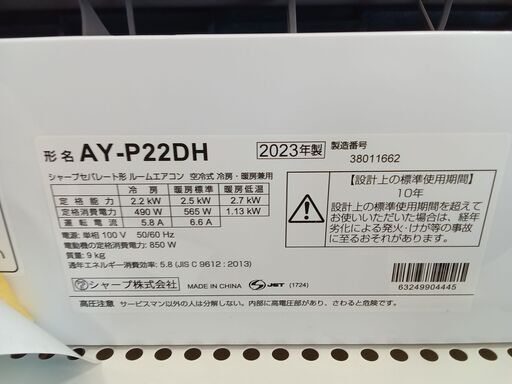 形名 AY-P22DH 2023年製 製造番号
38011662
シャープセパレート形 ルームエアコン 空冷式 冷房・暖房兼用
冷房 暖房標準 暖房低温
定格能力 2.2 kW 2.5 kW 2.7 kW
定格消費電力 490 W 565 W 1.13 kW
運転電流 5.8 A 6.6 A
電源: 単相 100 V 50/60 Hz
電動機の定格消費電力: 850 W
質量: 9 kg
通年エネルギー消費効率: 5.8 (JIS C 9612 : 2013)
シャープ株式会社 MADE IN CHINA JET (1724)
【設計上の標準使用期間】
10年
設計上の標準使用期間を超えて
お使いいただいた場合は、経年
劣化による発火・けが等の事故
に至るおそれがあります。
63249904445
高圧注意 サービスマン以外の人は分解しない。内部に高電圧部があり、さわると危険です。